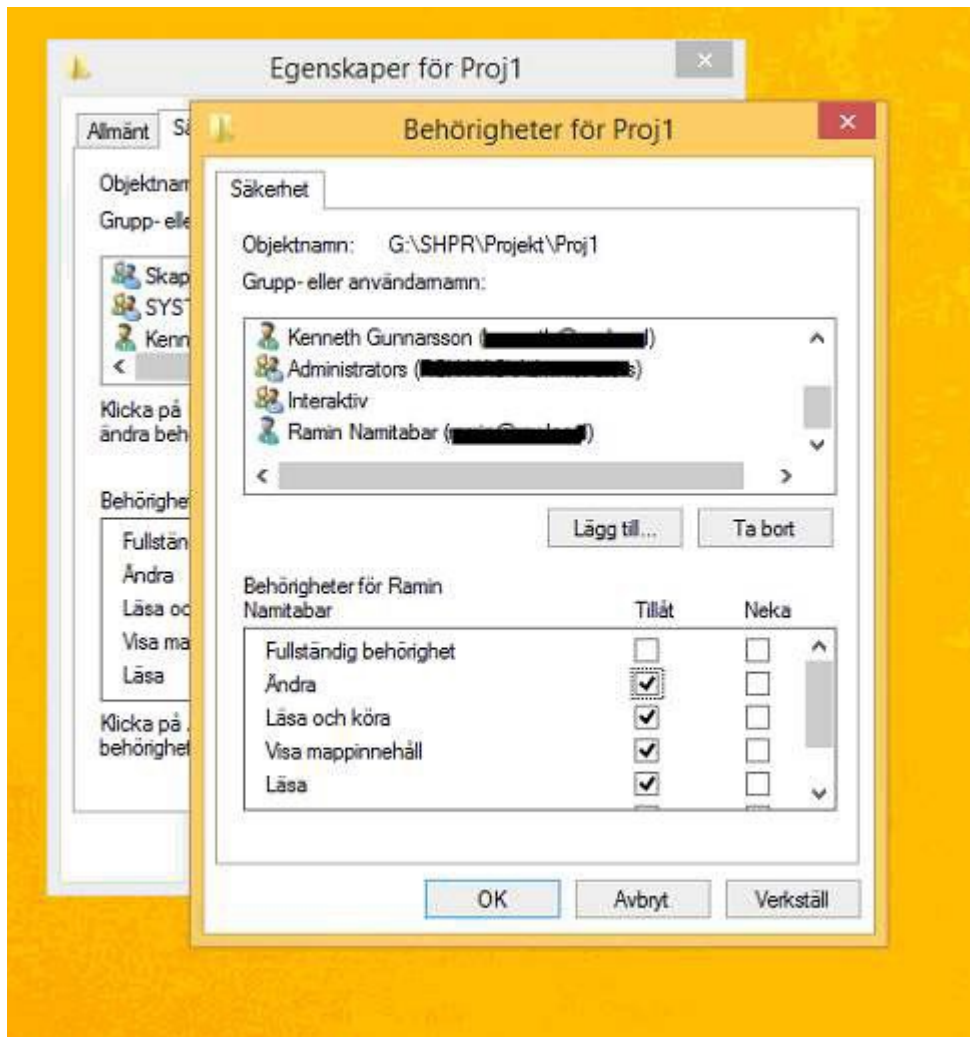 Egenskaper för Proj1
Allmänt Sä
Objektnam
Grupp- elle
Skap
SYST
Kenn
Klicka på
ändra beh
Behörighe
Fullstän
Ändra
Läsa oc
Visa ma
Läsa
Klicka på
behörighet
Behörigheter för Proj1
Säkerhet
Objektnamn: G:\SHPR\Projekt\Proj1
Grupp- eller användarnamn:
Kenneth Gunnarsson (
Administrators (
Interaktiv
Ramin Namitabar (
Lägg till... Ta bort
Behörigheter för Ramin
Namitabar Tillåt Neka
Fullständig behörighet
Ändra
Läsa och köra
Visa mappinnehåll
Läsa
OK Avbryt Verkställ